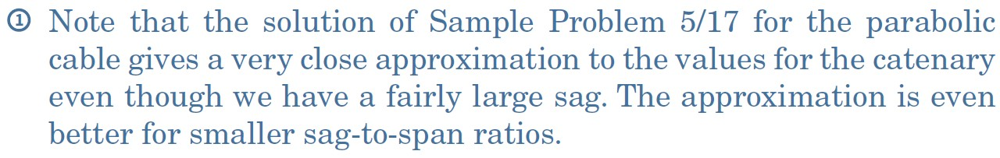 ① Note that the solution of Sample Problem 5/17 for the parabolic
cable gives a very close approximation to the values for the catenary
even though we have a fairly large sag. The approximation is even
better for smaller sag-to-span ratios.